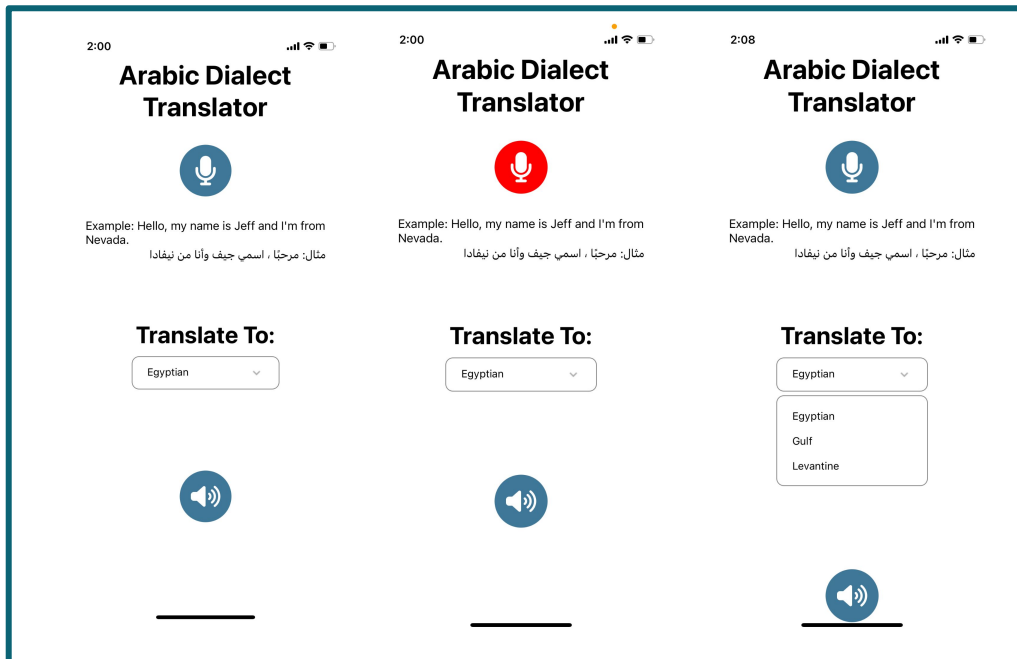 2:00
Arabic Dialect
Translator
Example: Hello, my name is Jeff and I'm from
Nevada.
مثال: مرحبًا ، اسمي جيف وأنا من نيفادا
Translate To:
Egyptian
2:00
Arabic Dialect
Translator
Example: Hello, my name is Jeff and I'm from
Nevada.
مثال: مرحبًا ، اسمي جيف وأنا من نيفادا
Translate To:
Egyptian
2:08
Arabic Dialect
Translator
Example: Hello, my name is Jeff and I'm from
Nevada.
مثال: مرحبًا ، اسمي جيف وأنا من نيفادا
Translate To:
Egyptian
Egyptian
Gulf
Levantine